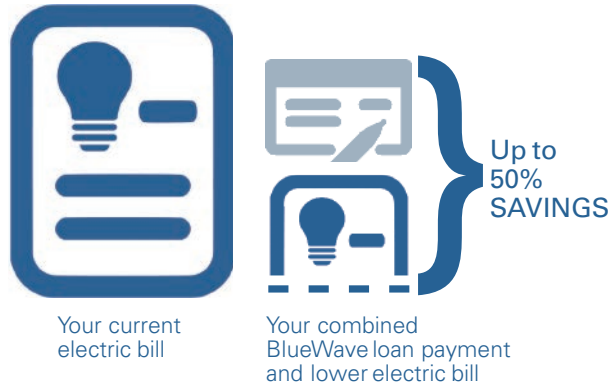 Up to
50%
SAVINGS
Your current
electric bill
Your combined
BlueWave loan payment
and lower electric bill